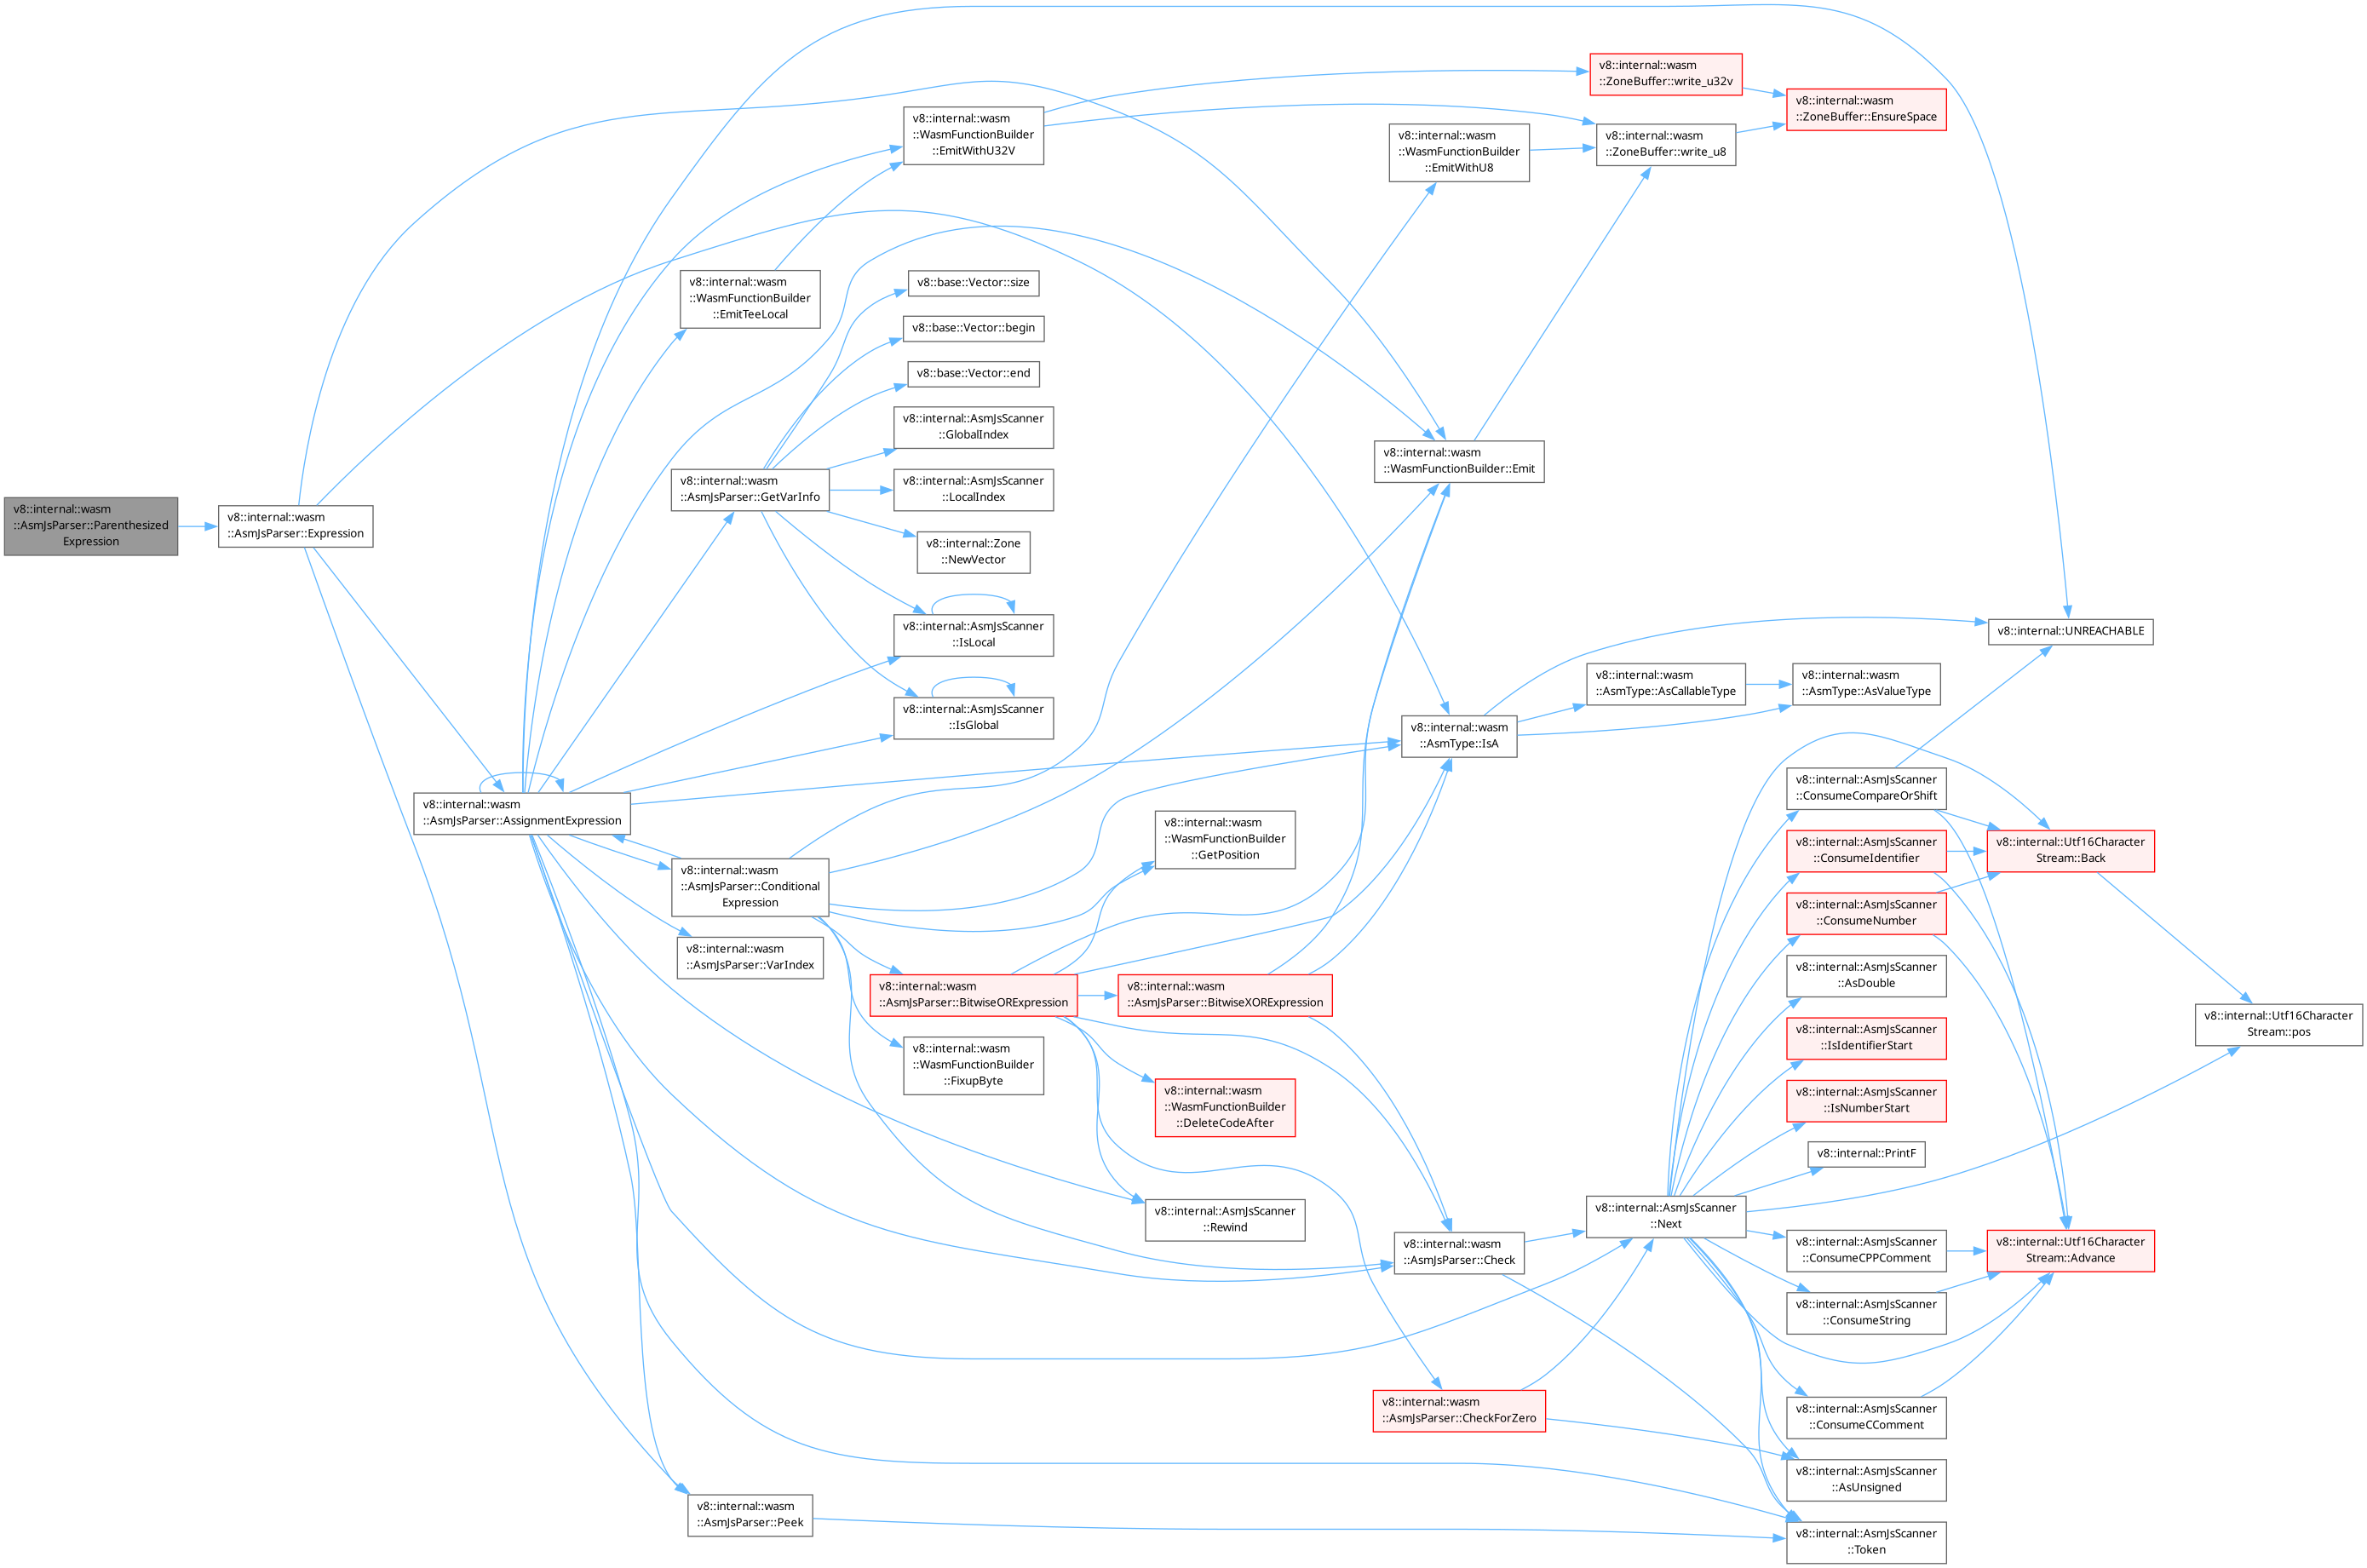 v8::internal::wasm
::AsmJsParser::Parenthesized
Expression
v8::internal::wasm
::AsmJsParser::Expression
v8::internal::wasm
::AsmJsParser::AssignmentExpression
v8::internal::wasm
::WasmFunctionBuilder
::EmitTeeLocal
v8::internal::wasm
::AsmJsParser::GetVarInfo
v8::internal::wasm
::AsmJsParser::Conditional
Expression
v8::internal::wasm
::AsmJsParser::VarIndex
v8::internal::wasm
::AsmJsParser::Peek
v8::internal::wasm
::WasmFunctionBuilder
::EmitWithU32V
v8::base::Vector::size
v8::base::Vector::begin
v8::base::Vector::end
v8::internal::AsmJsScanner
::GlobalIndex
v8::internal::AsmJsScanner
::LocalIndex
v8::internal::Zone
::NewVector
v8::internal::AsmJsScanner
::IsLocal
v8::internal::AsmJsScanner
::IsGlobal
v8::internal::wasm
::AsmJsParser::BitwiseORExpression
v8::internal::wasm
::WasmFunctionBuilder
::FixupByte
v8::internal::wasm
::WasmFunctionBuilder
::GetPosition
v8::internal::wasm
::AsmJsParser::BitwiseXORExpression
v8::internal::wasm
::WasmFunctionBuilder
::DeleteCodeAfter
v8::internal::AsmJsScanner
::Rewind
v8::internal::wasm
::WasmFunctionBuilder
::EmitWithU8
v8::internal::wasm
::WasmFunctionBuilder::Emit
v8::internal::wasm
::AsmType::IsA
v8::internal::wasm
::AsmJsParser::Check
v8::internal::wasm
::AsmJsParser::CheckForZero
v8::internal::wasm
::ZoneBuffer::write_u32v
v8::internal::wasm
::ZoneBuffer::write_u8
v8::internal::wasm
::AsmType::AsCallableType
v8::internal::AsmJsScanner
::Next
v8::internal::wasm
::ZoneBuffer::EnsureSpace
v8::internal::wasm
::AsmType::AsValueType
v8::internal::AsmJsScanner
::ConsumeCompareOrShift
v8::internal::AsmJsScanner
::ConsumeIdentifier
v8::internal::AsmJsScanner
::ConsumeNumber
v8::internal::AsmJsScanner
::AsDouble
v8::internal::AsmJsScanner
::IsIdentifierStart
v8::internal::AsmJsScanner
::IsNumberStart
v8::internal::PrintF
v8::internal::AsmJsScanner
::ConsumeCPPComment
v8::internal::AsmJsScanner
::ConsumeString
v8::internal::AsmJsScanner
::ConsumeCComment
v8::internal::AsmJsScanner
::AsUnsigned
v8::internal::AsmJsScanner
::Token
v8::internal::UNREACHABLE
v8::internal::Utf16Character
Stream::Back
v8::internal::Utf16Character
Stream::Advance
v8::internal::Utf16Character
Stream::pos